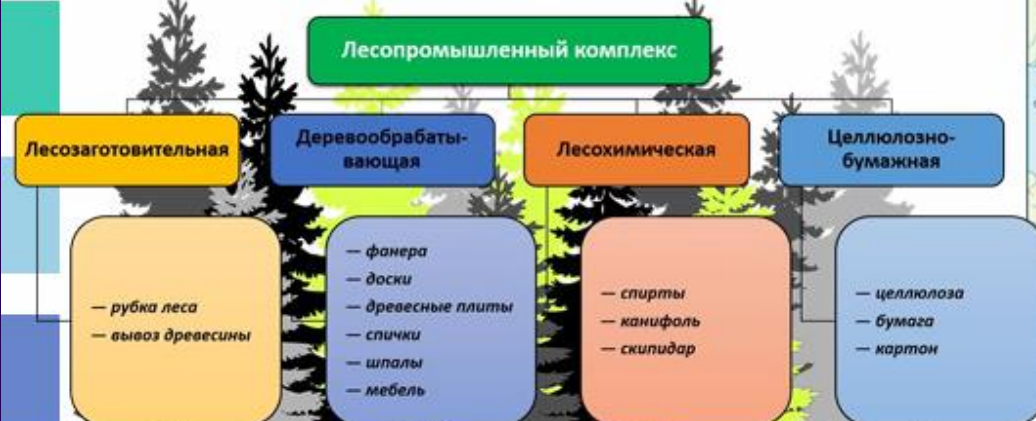 Лесопромышленный комплекс
Лесозаготовительная
Деревообрабаты-
вающая
Лесохимическая
Целлюлозно-
бумажная
— рубка леса
— вывоз древесины
— фанера
— доски
— древесные плиты
— спички
— шпалы
— мебель
— спирты
— канифоль
— скипидар
— целлюлоза
— бумага
— картон